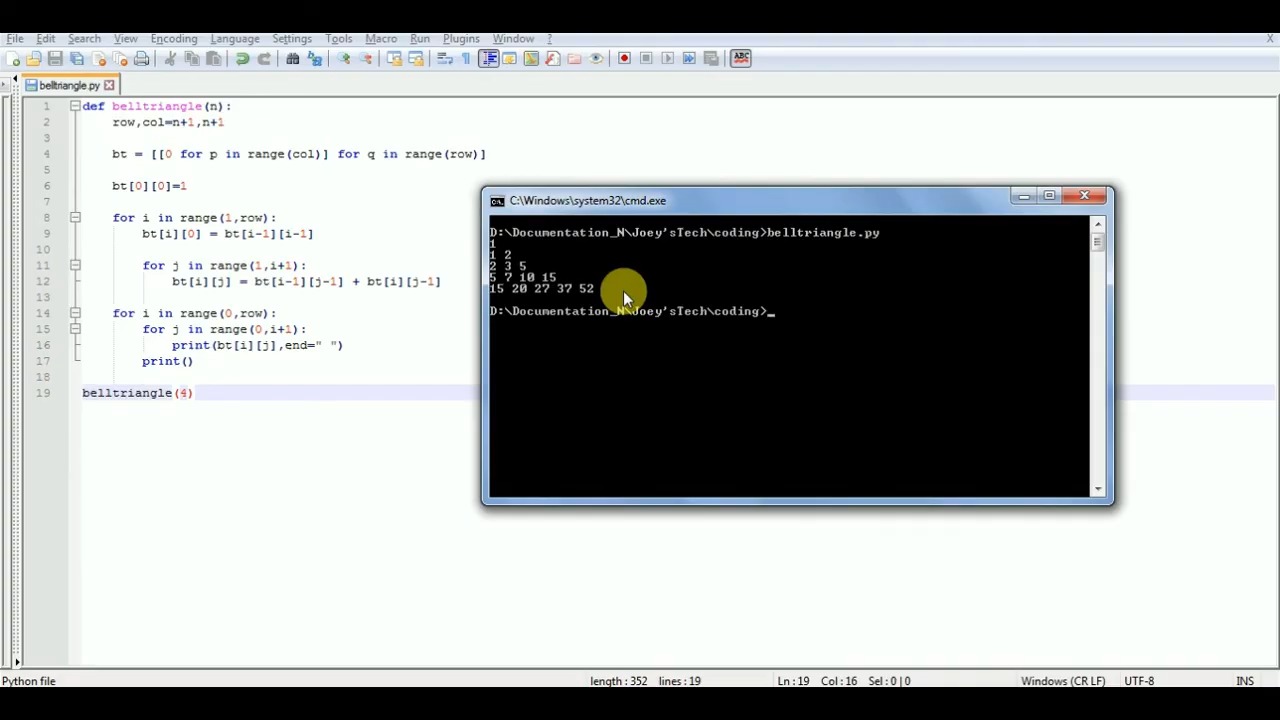 File Edit Search View Encoding Language Settings Tools Macro Run Plugins Window ? X
ABC
belltriangle.py
1 def belltriangle(n):
2     row,col=n+1,n+1
3
4     bt = [[0 for p in range(col)] for q in range(row)]
5
6     bt[0][0]=1
7
8     for i in range(1,row):
9         bt[i][0] = bt[i-1][i-1]
10
11         for j in range(1,i+1):
12             bt[i][j] = bt[i-1][j-1] + bt[i][j-1]
13
14     for i in range(0,row):
15         for j in range(0,i+1):
16             print(bt[i][j],end=" ")
17         print()
18
19 belltriangle(4)
C:\Windows\system32\cmd.exe
D:\Documentation_N\Joey'sTech\coding>belltriangle.py
1
1 2
2 3 5
5 7 10 15
15 20 27 37 52
D:\Documentation_N\Joey'sTech\coding>_
Python file length : 352 lines : 19 Ln : 19 Col : 16 Sel : 0 | 0 Windows (CR LF) UTF-8 INS